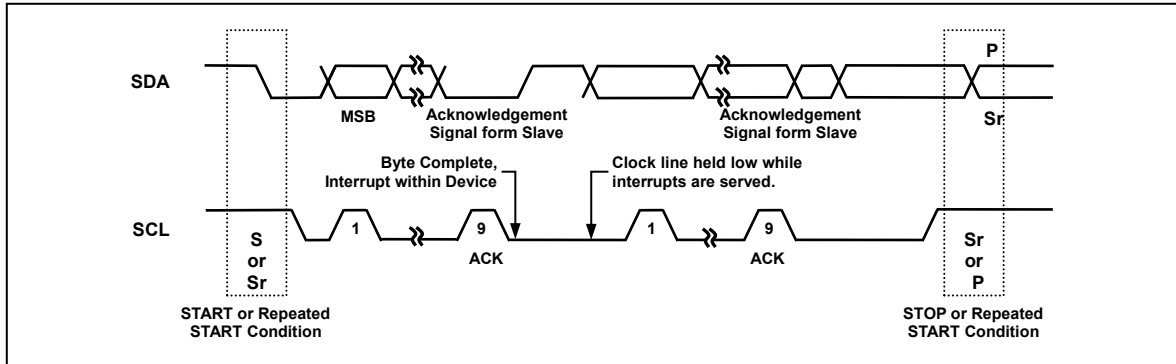 P
SDA
MSB
Acknowledgement
Signal form Slave
Acknowledgement
Signal form Slave
Sr
Byte Complete,
Interrupt within Device
Clock line held low while
interrupts are served.
SCL
1
9
1
9
S
or
Sr
ACK
ACK
Sr
or
P
START or Repeated
START Condition
STOP or Repeated
START Condition